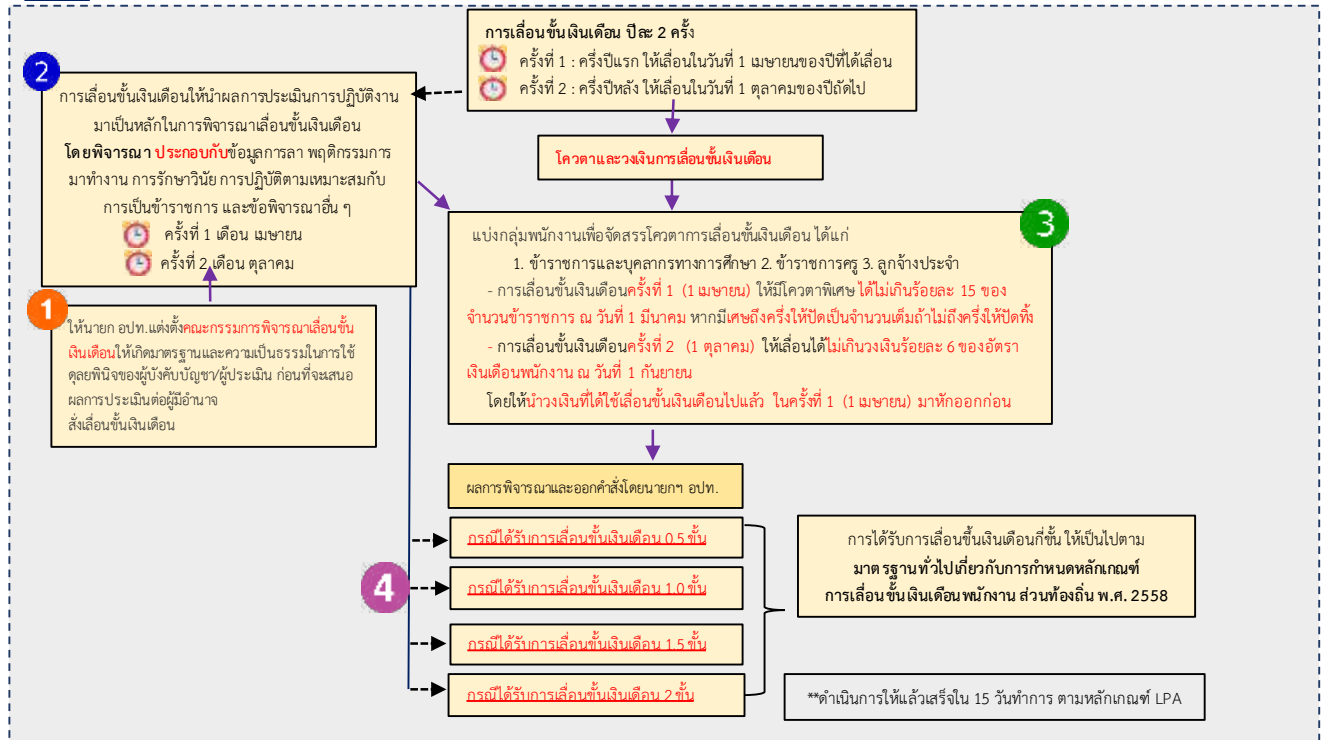 การเลื่อนขั้นเงินเดือน ปีละ 2 ครั้ง
ครั้งที่ 1 : ครึ่งปีแรก ให้เลื่อนในวันที่ 1 เมษายนของปีที่ได้เลื่อน
ครั้งที่ 2 : ครึ่งปีหลัง ให้เลื่อนในวันที่ 1 ตุลาคมของปีถัดไป
2
การเลื่อนขั้นเงินเดือนให้นำผลการประเมินการปฏิบัติงาน
มาเป็นหลักในการพิจารณาเลื่อนขั้นเงินเดือน
โดยพิจารณา ประกอบกับข้อมูลการลา พฤติกรรมการ
มาทำงาน การรักษาวินัย การปฏิบัติตามเหมาะสมกับ
การเป็นข้าราชการ และข้อพิจารณาอื่น ๆ
ครั้งที่ 1 เดือน เมษายน
ครั้งที่ 2 เดือน ตุลาคม
โควตาและวงเงินการเลื่อนขั้นเงินเดือน
3
แบ่งกลุ่มพนักงานเพื่อจัดสรรโควตาการเลื่อนขั้นเงินเดือน ได้แก่
1. ข้าราชการและบุคลากรทางการศึกษา 2. ข้าราชการครู 3. ลูกจ้างประจำ
- การเลื่อนขั้นเงินเดือนครั้งที่ 1 (1 เมษายน) ให้มีโควตาพิเศษ ได้ไม่เกินร้อยละ 15 ของ
จำนวนข้าราชการ ณ วันที่ 1 มีนาคม หากมีเศษถึงครึ่งให้ปัดเป็นจำนวนเต็มถ้าไม่ถึงครึ่งให้ปัดทิ้ง
- การเลื่อนขั้นเงินเดือนครั้งที่ 2 (1 ตุลาคม) ให้เลื่อนได้ไม่เกินวงเงินร้อยละ 6 ของอัตรา
เงินเดือนพนักงาน ณ วันที่ 1 กันยายน
โดยให้นำวงเงินที่ได้ใช้เลื่อนขั้นเงินเดือนไปแล้ว ในครั้งที่ 1 (1 เมษายน) มาหักออกก่อน
1
ให้นายก อปท.แต่งตั้งคณะกรรมการพิจารณาเลื่อนขั้น
เงินเดือนให้เกิดมาตรฐานและความเป็นธรรมในการใช้
ดุลยพินิจของผู้บังคับบัญชา/ผู้ประเมิน ก่อนที่จะเสนอ
ผลการประเมินต่อผู้มีอำนาจ
สั่งเลื่อนขั้นเงินเดือน
ผลการพิจารณาและออกคำสั่งโดยนายกฯ อปท.
4
กรณีได้รับการเลื่อนขั้นเงินเดือน 0.5 ขั้น
กรณีได้รับการเลื่อนขั้นเงินเดือน 1.0 ขั้น
กรณีได้รับการเลื่อนขั้นเงินเดือน 1.5 ขั้น
กรณีได้รับการเลื่อนขั้นเงินเดือน 2 ขั้น
การได้รับการเลื่อนขึ้นเงินเดือนกี่ขั้น ให้เป็นไปตาม
มาตรฐานทั่วไปเกี่ยวกับการกำหนดหลักเกณฑ์
การเลื่อนขั้นเงินเดือนพนักงาน ส่วนท้องถิ่น พ.ศ. 2558
**ดำเนินการให้แล้วเสร็จใน 15 วันทำการ ตามหลักเกณฑ์ LPA